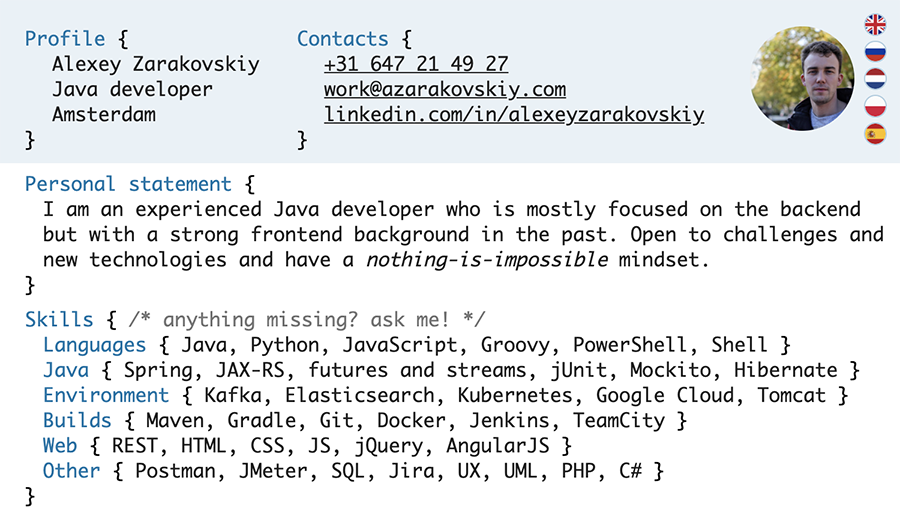 Profile {
Alexey Zarakovskiy
Java developer
Amsterdam
}
Contacts {
+31 647 21 49 27
work@azarakovskiy.com
linkedin.com/in/alexeyzarakovskiy
}
Personal statement {
I am an experienced Java developer who is mostly focused on the backend
but with a strong frontend background in the past. Open to challenges and
new technologies and have a nothing-is-impossible mindset.
}
Skills { /* anything missing? ask me! */
Languages { Java, Python, JavaScript, Groovy, PowerShell, Shell }
Java { Spring, JAX-RS, futures and streams, jUnit, Mockito, Hibernate }
Environment { Kafka, Elasticsearch, Kubernetes, Google Cloud, Tomcat }
Builds { Maven, Gradle, Git, Docker, Jenkins, TeamCity }
Web { REST, HTML, CSS, JS, jQuery, AngularJS }
Other { Postman, JMeter, SQL, Jira, UX, UML, PHP, C# }
}